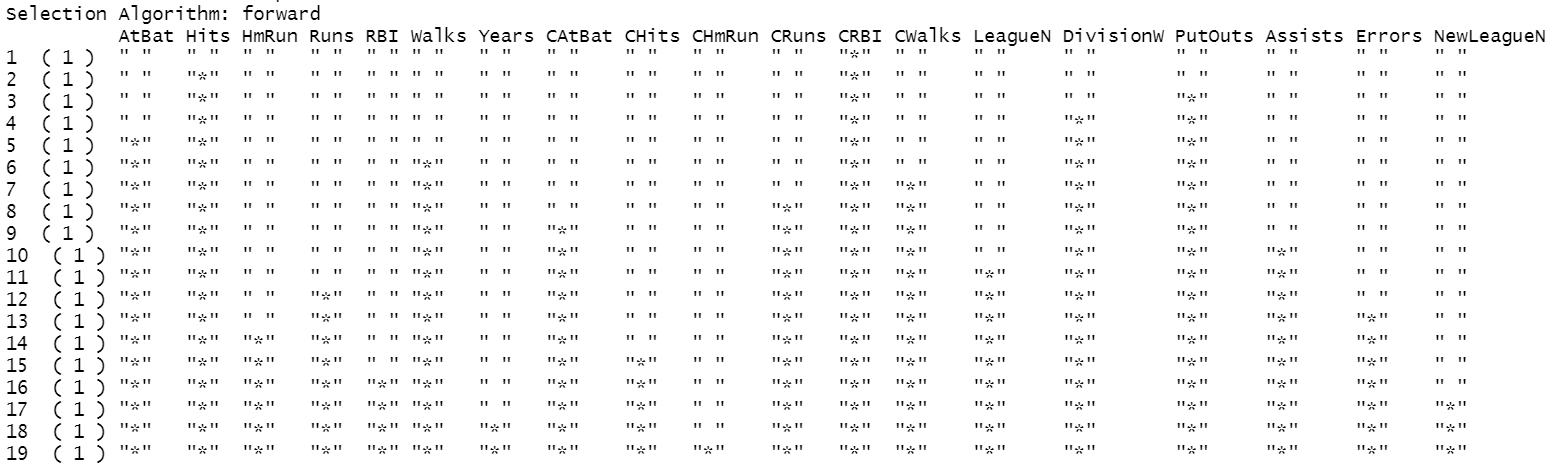 Selection Algorithm: forward
AtBat Hits HmRun Runs RBI Walks Years CAtBat CHits CHmRun CRuns CRBI CWalks LeagueN DivisionW PutOuts Assists Errors NewLeagueN
1 ( 1 ) " " " " " " " " " " " " " " " " " " " " " " "*" " " " " " " " " " " " " " "
2 ( 1 ) " " "*" " " " " " " " " " " " " " " " " " " "*" " " " " " " " " " " " " " "
3 ( 1 ) " " "*" " " " " " " " " " " " " " " " " " " "*" " " " " " " "*" " " " " " "
4 ( 1 ) " " "*" " " " " " " " " " " " " " " " " " " "*" " " " " "*" "*" " " " " " "
5 ( 1 ) "*" "*" " " " " " " " " " " " " " " " " " " "*" " " " " "*" "*" " " " " " "
6 ( 1 ) "*" "*" " " " " " " "*" " " " " " " " " " " "*" " " " " "*" "*" " " " " " "
7 ( 1 ) "*" "*" " " " " " " "*" " " " " " " " " " " "*" "*" " " "*" "*" " " " " " "
8 ( 1 ) "*" "*" " " " " " " "*" " " " " " " " " "*" "*" "*" " " "*" "*" " " " " " "
9 ( 1 ) "*" "*" " " " " " " "*" " " "*" " " " " "*" "*" "*" " " "*" "*" " " " " " "
10 ( 1 ) "*" "*" " " " " " " "*" " " "*" " " " " "*" "*" "*" " " "*" "*" "*" " " " "
11 ( 1 ) "*" "*" " " " " " " "*" " " "*" " " " " "*" "*" "*" "*" "*" "*" "*" " " " "
12 ( 1 ) "*" "*" " " "*" " " "*" " " "*" " " " " "*" "*" "*" "*" "*" "*" "*" " " " "
13 ( 1 ) "*" "*" " " "*" " " "*" " " "*" " " " " "*" "*" "*" "*" "*" "*" "*" "*" " "
14 ( 1 ) "*" "*" "*" "*" " " "*" " " "*" " " " " "*" "*" "*" "*" "*" "*" "*" "*" " "
15 ( 1 ) "*" "*" "*" "*" " " "*" " " "*" "*" " " "*" "*" "*" "*" "*" "*" "*" "*" " "
16 ( 1 ) "*" "*" "*" "*" "*" "*" " " "*" "*" " " "*" "*" "*" "*" "*" "*" "*" "*" " "
17 ( 1 ) "*" "*" "*" "*" "*" "*" " " "*" "*" " " "*" "*" "*" "*" "*" "*" "*" "*" "*"
18 ( 1 ) "*" "*" "*" "*" "*" "*" "*" "*" "*" " " "*" "*" "*" "*" "*" "*" "*" "*" "*"
19 ( 1 ) "*" "*" "*" "*" "*" "*" "*" "*" "*" "*" "*" "*" "*" "*" "*" "*" "*" "*" "*"